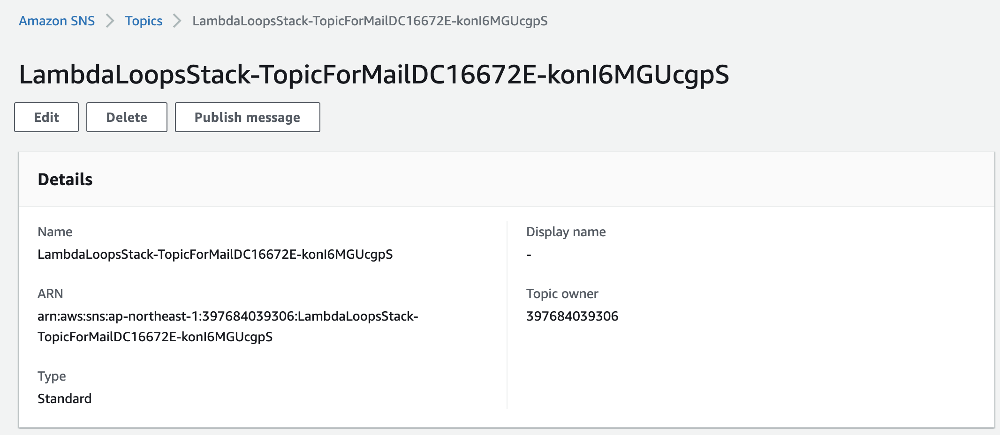 Amazon SNS > Topics > LambdaLoopsStack-TopicForMailDC16672E-konI6MGUcgpS
LambdaLoopsStack-TopicForMailDC16672E-konI6MGUcgpS
Edit Delete Publish message
Details
Name
LambdaLoopsStack-TopicForMailDC16672E-konI6MGUcgpS
ARN
arn:aws:sns:ap-northeast-1:397684039306:LambdaLoopsStack-
TopicForMailDC16672E-konI6MGUcgpS
Type
Standard
Display name
-
Topic owner
397684039306